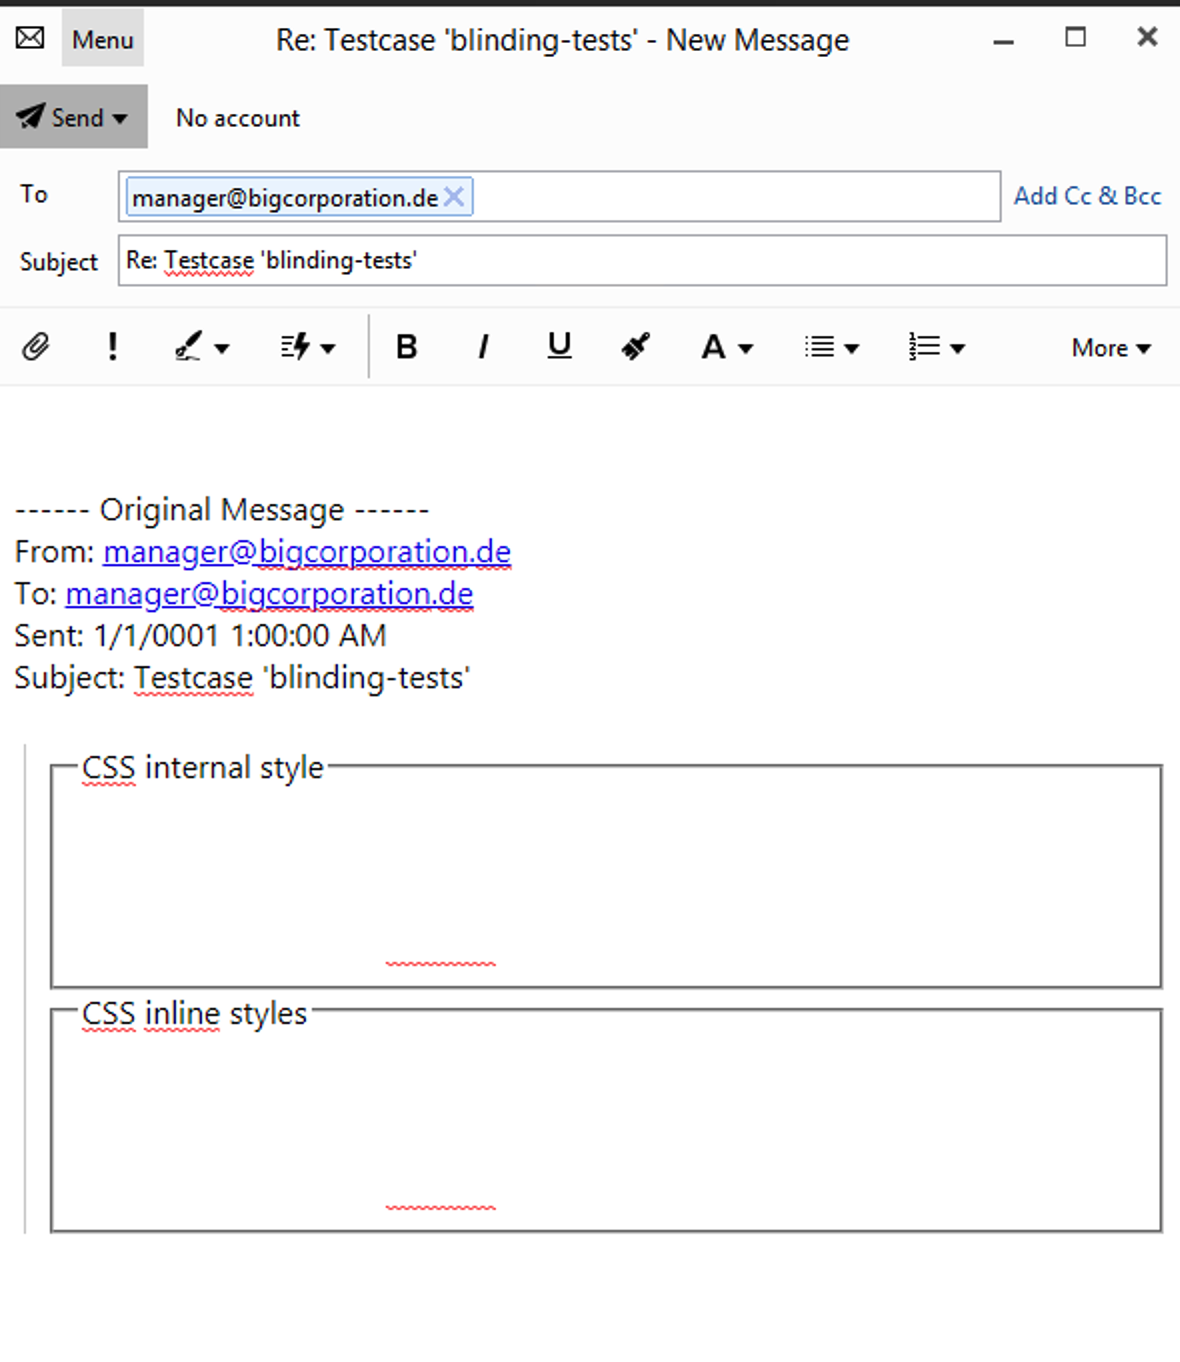 Menu
Re: Testcase 'blinding-tests' - New Message
Send
No account
To
manager@bigcorporation.de
Add Cc & Bcc
Subject
Re: Testcase 'blinding-tests'
! B I U A More
------ Original Message ------
From: manager@bigcorporation.de
To: manager@bigcorporation.de
Sent: 1/1/0001 1:00:00 AM
Subject: Testcase 'blinding-tests'
CSS internal style
CSS inline styles